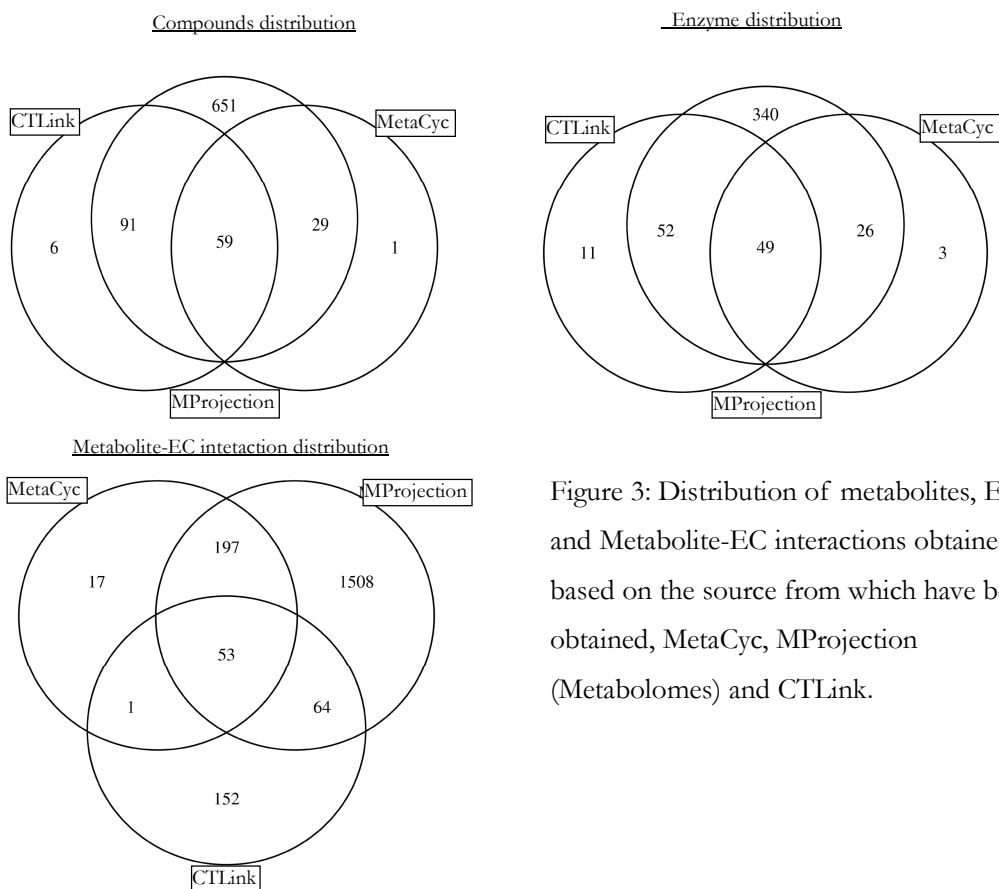 Compounds distribution
651
CTLink
MetaCyc
91
29
6
59
1
MProjection
Enzyme distribution
340
CTLink
MetaCyc
52
26
11
49
3
MProjection
Metabolite-EC intetaction distribution
MetaCyc
MProjection
197
17
1508
53
1
64
152
CTLink
Figure 3: Distribution of metabolites,
and Metabolite-EC interactions
based on the source from which have
obtained, MetaCyc, MProjection
(Metabolomes) and CTLink.